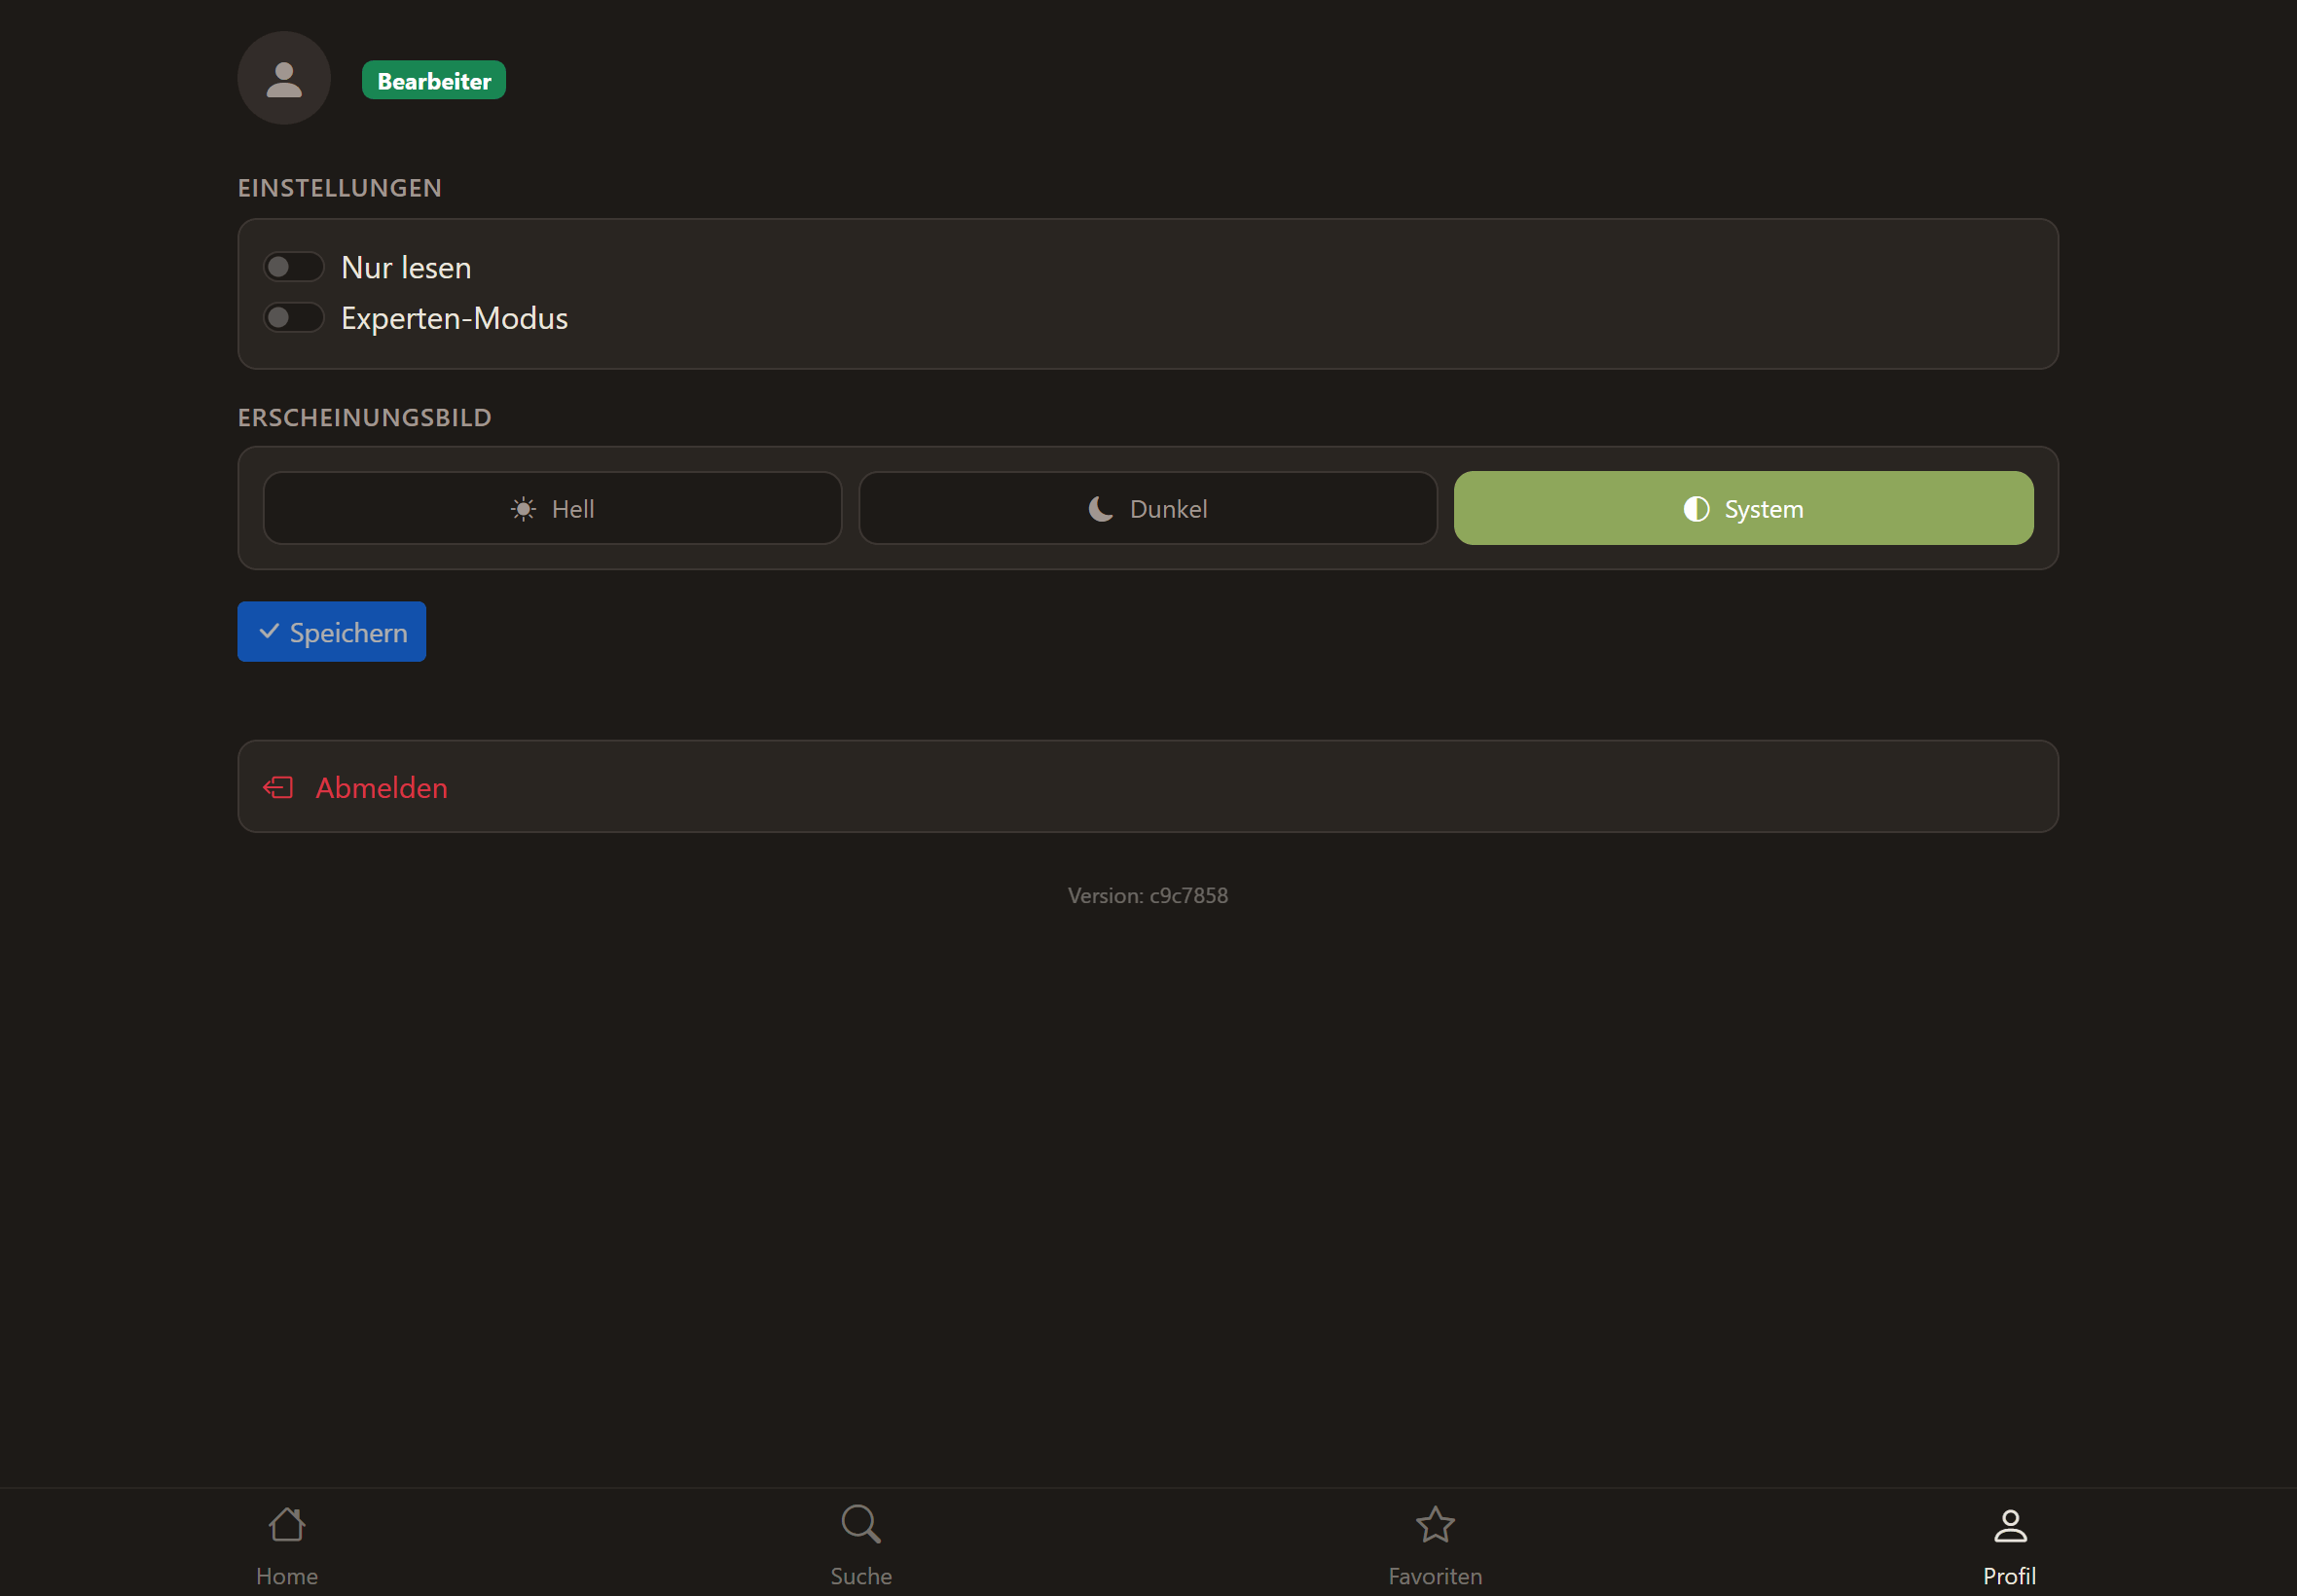 Bearbeiter
EINSTELLUNGEN
Nur lesen
Experten-Modus
ERSCHEINUNGSBILD
Hell
Dunkel
System
Speichern
Abmelden
Version: c9c7858
Home
Suche
Favoriten
Profil